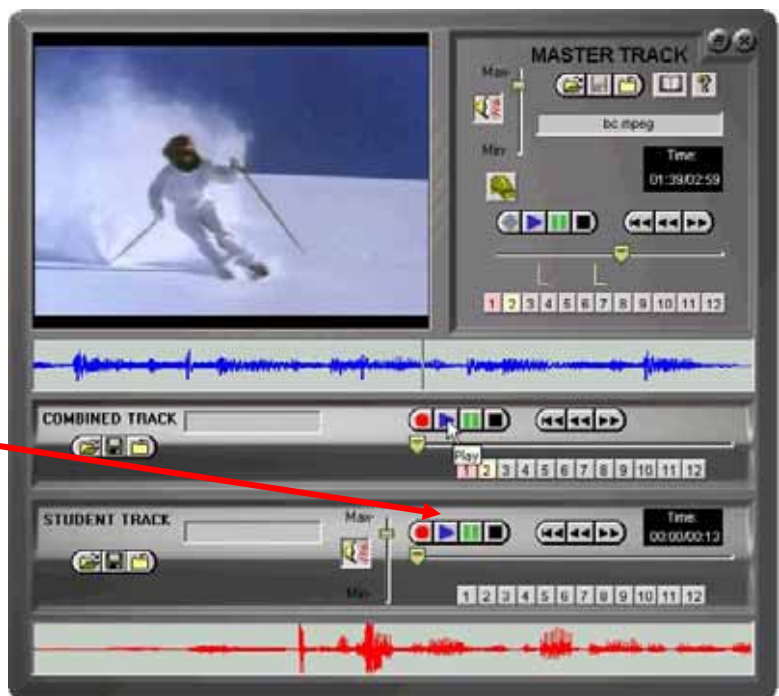 MASTER TRACK
Max
bc.mpeg
Min
Time:
01:39/02:59
1 2 3 4 5 6 7 8 9 10 11 12
COMBINED TRACK
Play
1 2 3 4 5 6 7 8 9 10 11 12
STUDENT TRACK
Max
Time:
00:00/00:13
Min
1 2 3 4 5 6 7 8 9 10 11 12